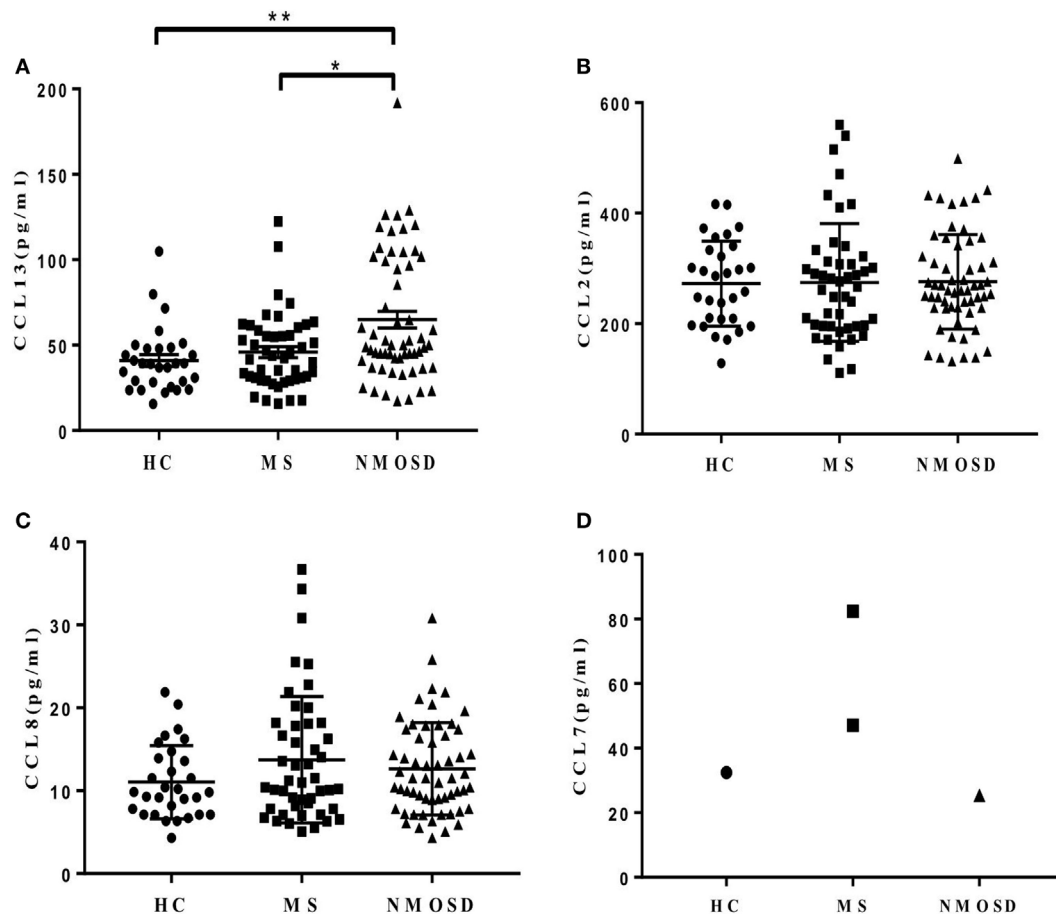 **
A
*
CCL13(pg/ml)
200
150
100
50
0
HC MS NMOSD
B
CCL2(pg/ml)
600
400
200
0
HC MS NMOSD
C
CCL8(pg/ml)
40
30
20
10
0
HC MS NMOSD
D
CCL7(pg/ml)
100
80
60
40
20
0
HC MS NMOSD